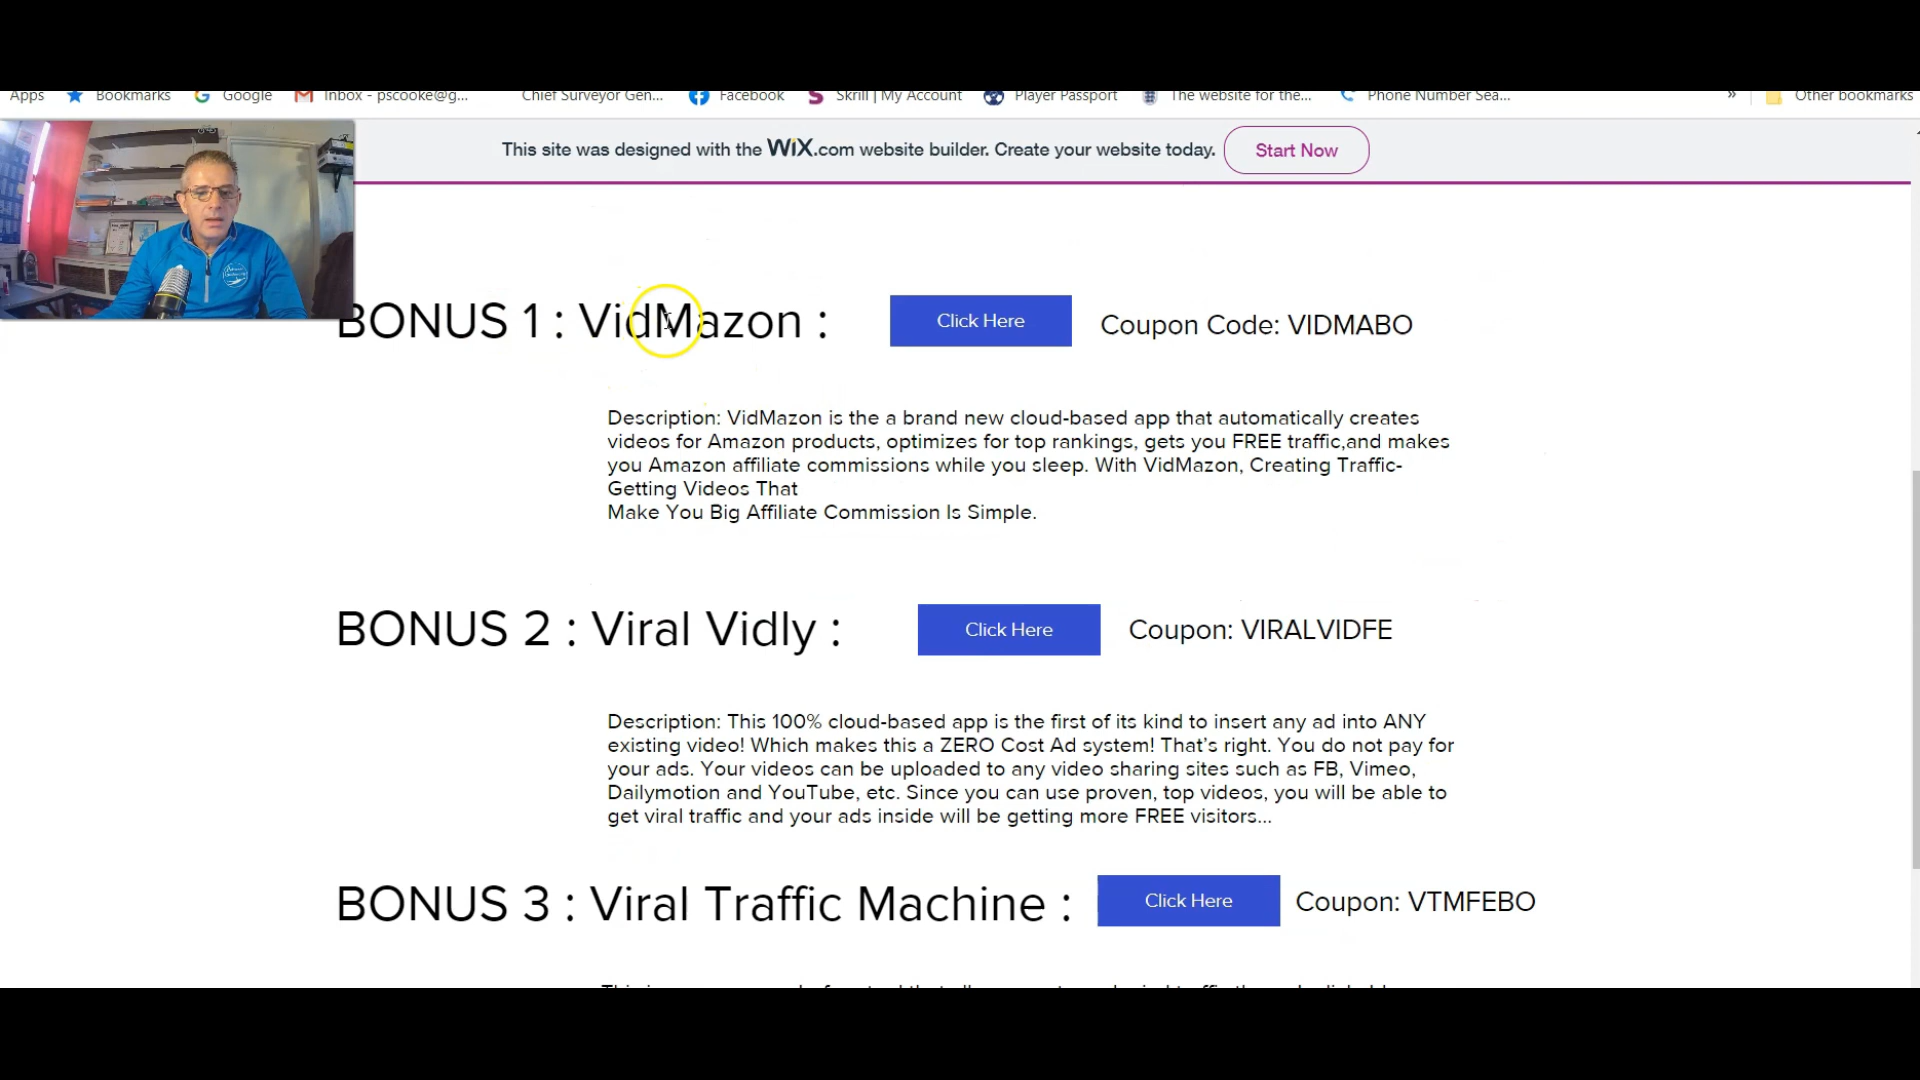 Apps Bookmarks Google Inbox - pscooke@g... Chief Surveyor Gen... Facebook Skrill | My Account Player Passport The website for the... Phone Number Sea... » Other bookmarks
This site was designed with the WiX.com website builder. Create your website today. Start Now
BONUS 1 : VidMazon : Click Here Coupon Code: VIDMABO
Description: VidMazon is the a brand new cloud-based app that automatically creates
videos for Amazon products, optimizes for top rankings, gets you FREE traffic,and makes
you Amazon affiliate commissions while you sleep. With VidMazon, Creating Traffic-
Getting Videos That
Make You Big Affiliate Commission Is Simple.
BONUS 2 : Viral Vidly : Click Here Coupon: VIRALVIDFE
Description: This 100% cloud-based app is the first of its kind to insert any ad into ANY
existing video! Which makes this a ZERO Cost Ad system! That's right. You do not pay for
your ads. Your videos can be uploaded to any video sharing sites such as FB, Vimeo,
Dailymotion and YouTube, etc. Since you can use proven, top videos, you will be able to
get viral traffic and your ads inside will be getting more FREE visitors...
BONUS 3 : Viral Traffic Machine : Click Here Coupon: VTMFEBO